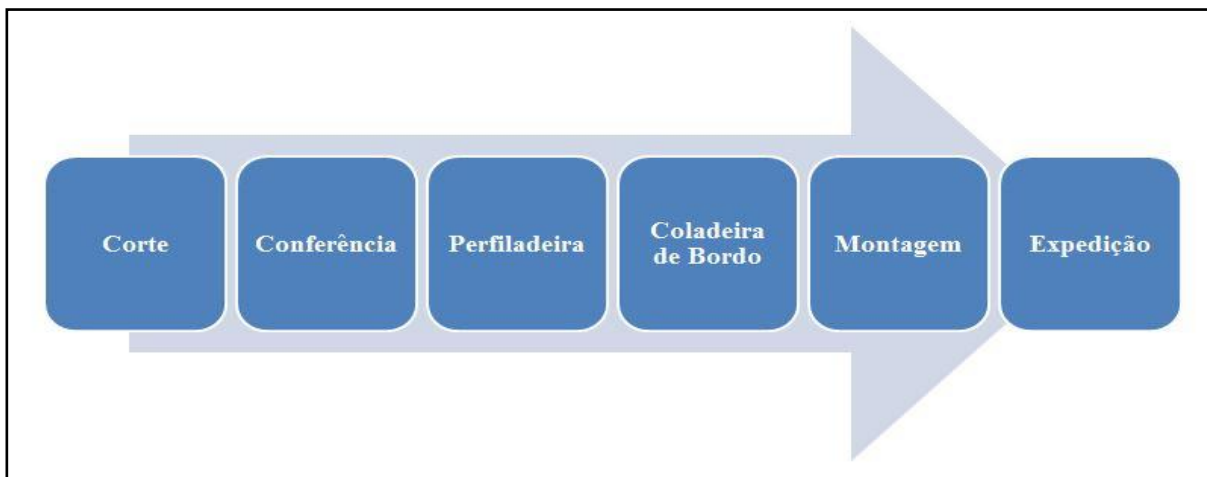 Corte
Conferência
Perfiladeira
Coladeira
de Bordo
Montagem
Expedição